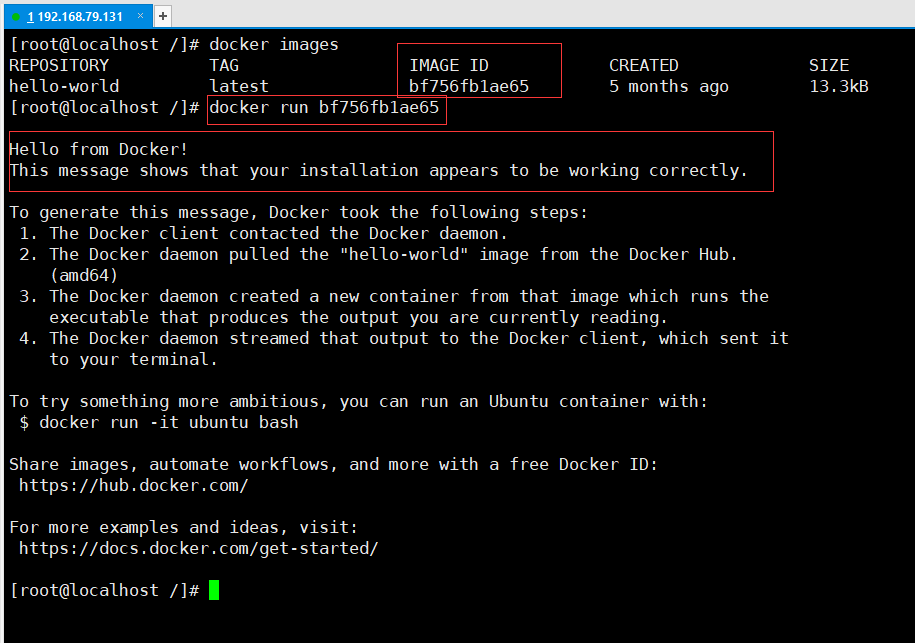 1 192.168.79.131 × +
[root@localhost /]# docker images
REPOSITORY TAG IMAGE ID CREATED SIZE
hello-world latest bf756fb1ae65 5 months ago 13.3kB
[root@localhost /]# docker run bf756fb1ae65
Hello from Docker!
This message shows that your installation appears to be working correctly.
To generate this message, Docker took the following steps:
1. The Docker client contacted the Docker daemon.
2. The Docker daemon pulled the "hello-world" image from the Docker Hub.
(amd64)
3. The Docker daemon created a new container from that image which runs the
executable that produces the output you are currently reading.
4. The Docker daemon streamed that output to the Docker client, which sent it
to your terminal.
To try something more ambitious, you can run an Ubuntu container with:
$ docker run -it ubuntu bash
Share images, automate workflows, and more with a free Docker ID:
https://hub.docker.com/
For more examples and ideas, visit:
https://docs.docker.com/get-started/
[root@localhost /]#